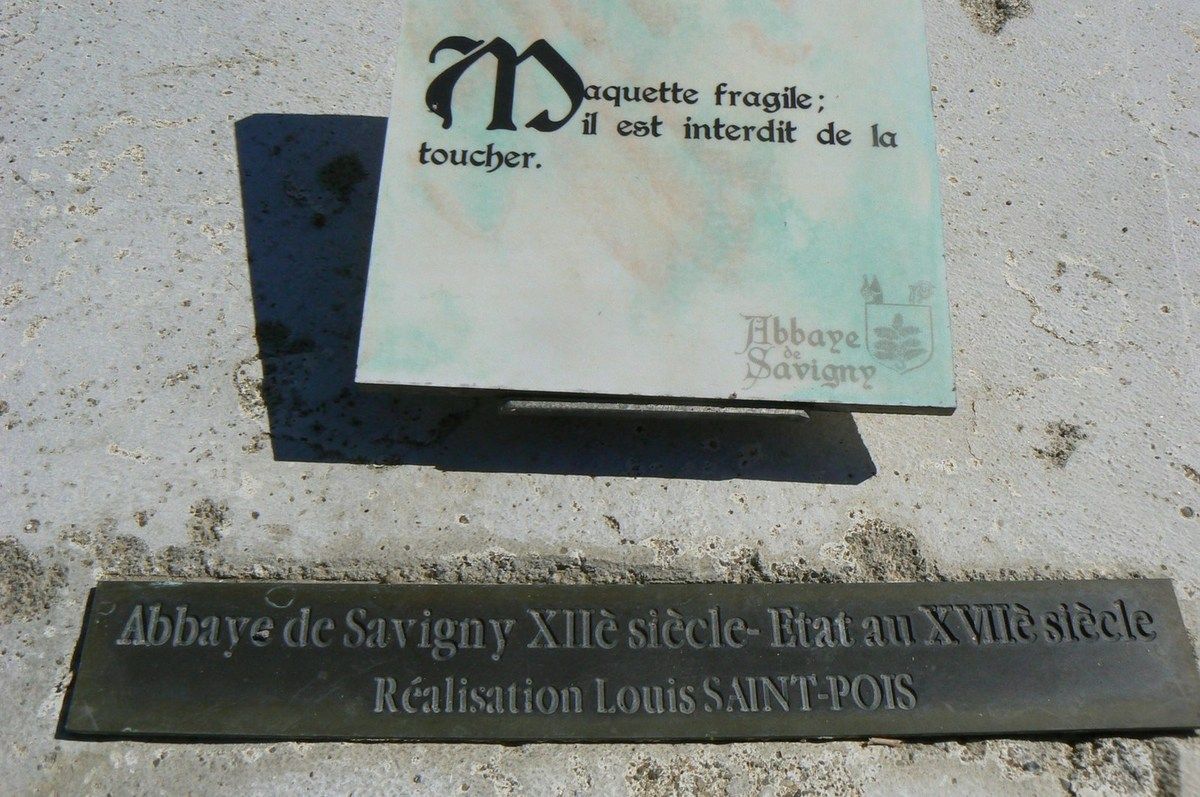 Maquette fragile;
il est interdit de la
toucher.
Abbaye
de
Savigny
Abbaye de Savigny XIIè siècle- Etat au XVIIè siècle
Réalisation Louis SAINT-POIS